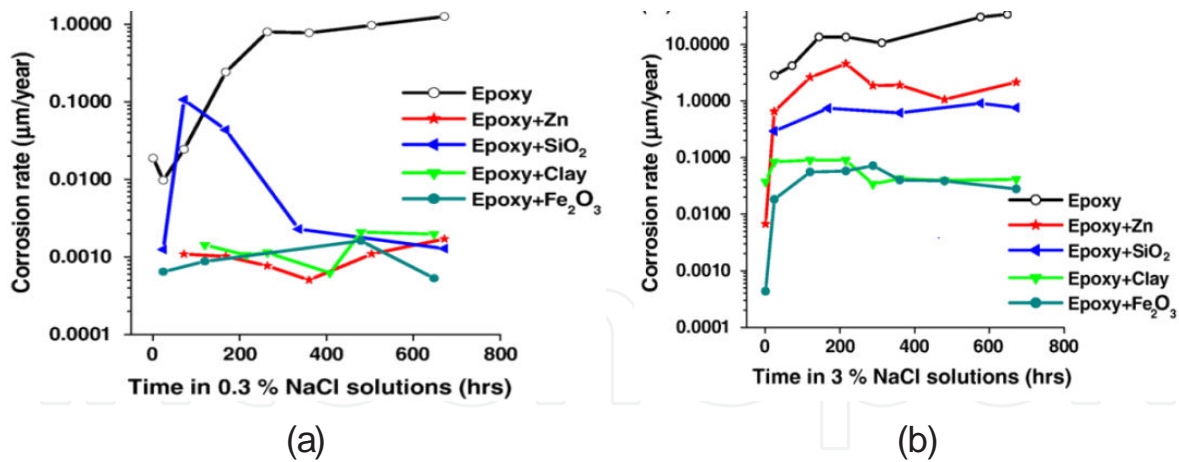 Corrosion rate (μm/year)
1.0000
0.1000
0.0100
0.0010
0.0001
0
200
400
600
800
Time in 0.3 % NaCl solutions (hrs)
Epoxy
Epoxy+Zn
Epoxy+SiO₂
Epoxy+Clay
Epoxy+Fe₂O₃
(a)
Corrosion rate (μm/year)
10.0000
1.0000
0.1000
0.0100
0.0010
0.0001
0
200
400
600
800
Time in 3 % NaCl solutions (hrs)
Epoxy
Epoxy+Zn
Epoxy+SiO₂
Epoxy+Clay
Epoxy+Fe₂O₃
(b)